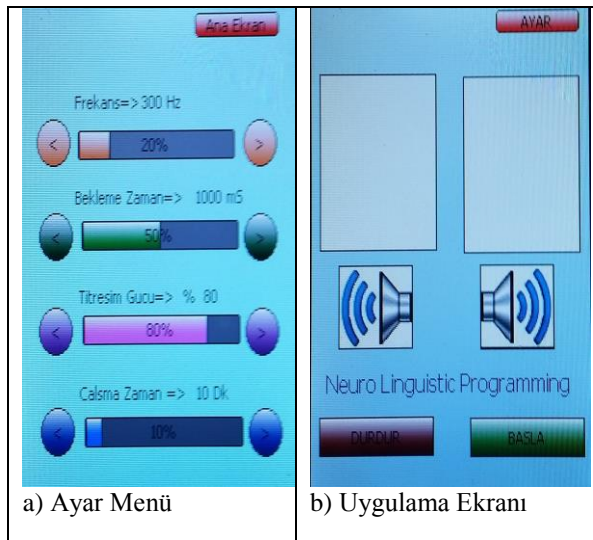 Ana Ekran
Frekans=> 300 Hz
<
20%
>
Bekleme Zaman=> 1000 mS
<
50%
>
Titresim Gucu=> % 80
<
80%
>
Calsma Zaman => 10 Dk
<
10%
>
a) Ayar Menü
AYAR
Neuro Linguistic Programming
DURDUR
BASLA
b) Uygulama Ekranı